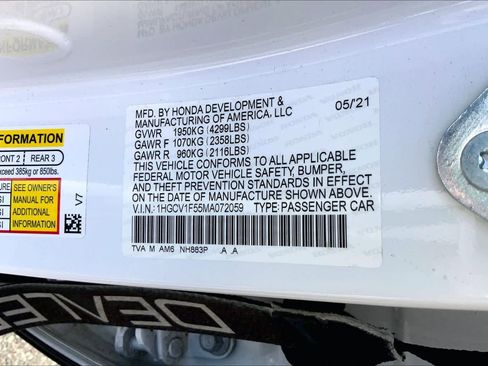 MFD. BY HONDA DEVELOPMENT & 05/21
MANUFACTURING OF AMERICA, LLC
GVWR 1950KG (4299LBS)
GAWR F 1070KG (2358LBS)
GAWR R 960KG (2116LBS)
THIS VEHICLE CONFORMS TO ALL APPLICABLE
FEDERAL MOTOR VEHICLE SAFETY, BUMPER,
AND THEFT PREVENTION STANDARDS IN EFFECT
ON THE DATE OF MANUFACTURE SHOWN ABOVE.
V.I.N.: 1HGCV1F55MA072059 TYPE: PASSENGER CAR
TVA M AM6 NH883P A A
FORMATION
ONT 2 REAR 3
exceed 385kg or 850lbs.
SEE OWNER'S
MANUAL FOR
ADDITIONAL
INFORMATION
V7